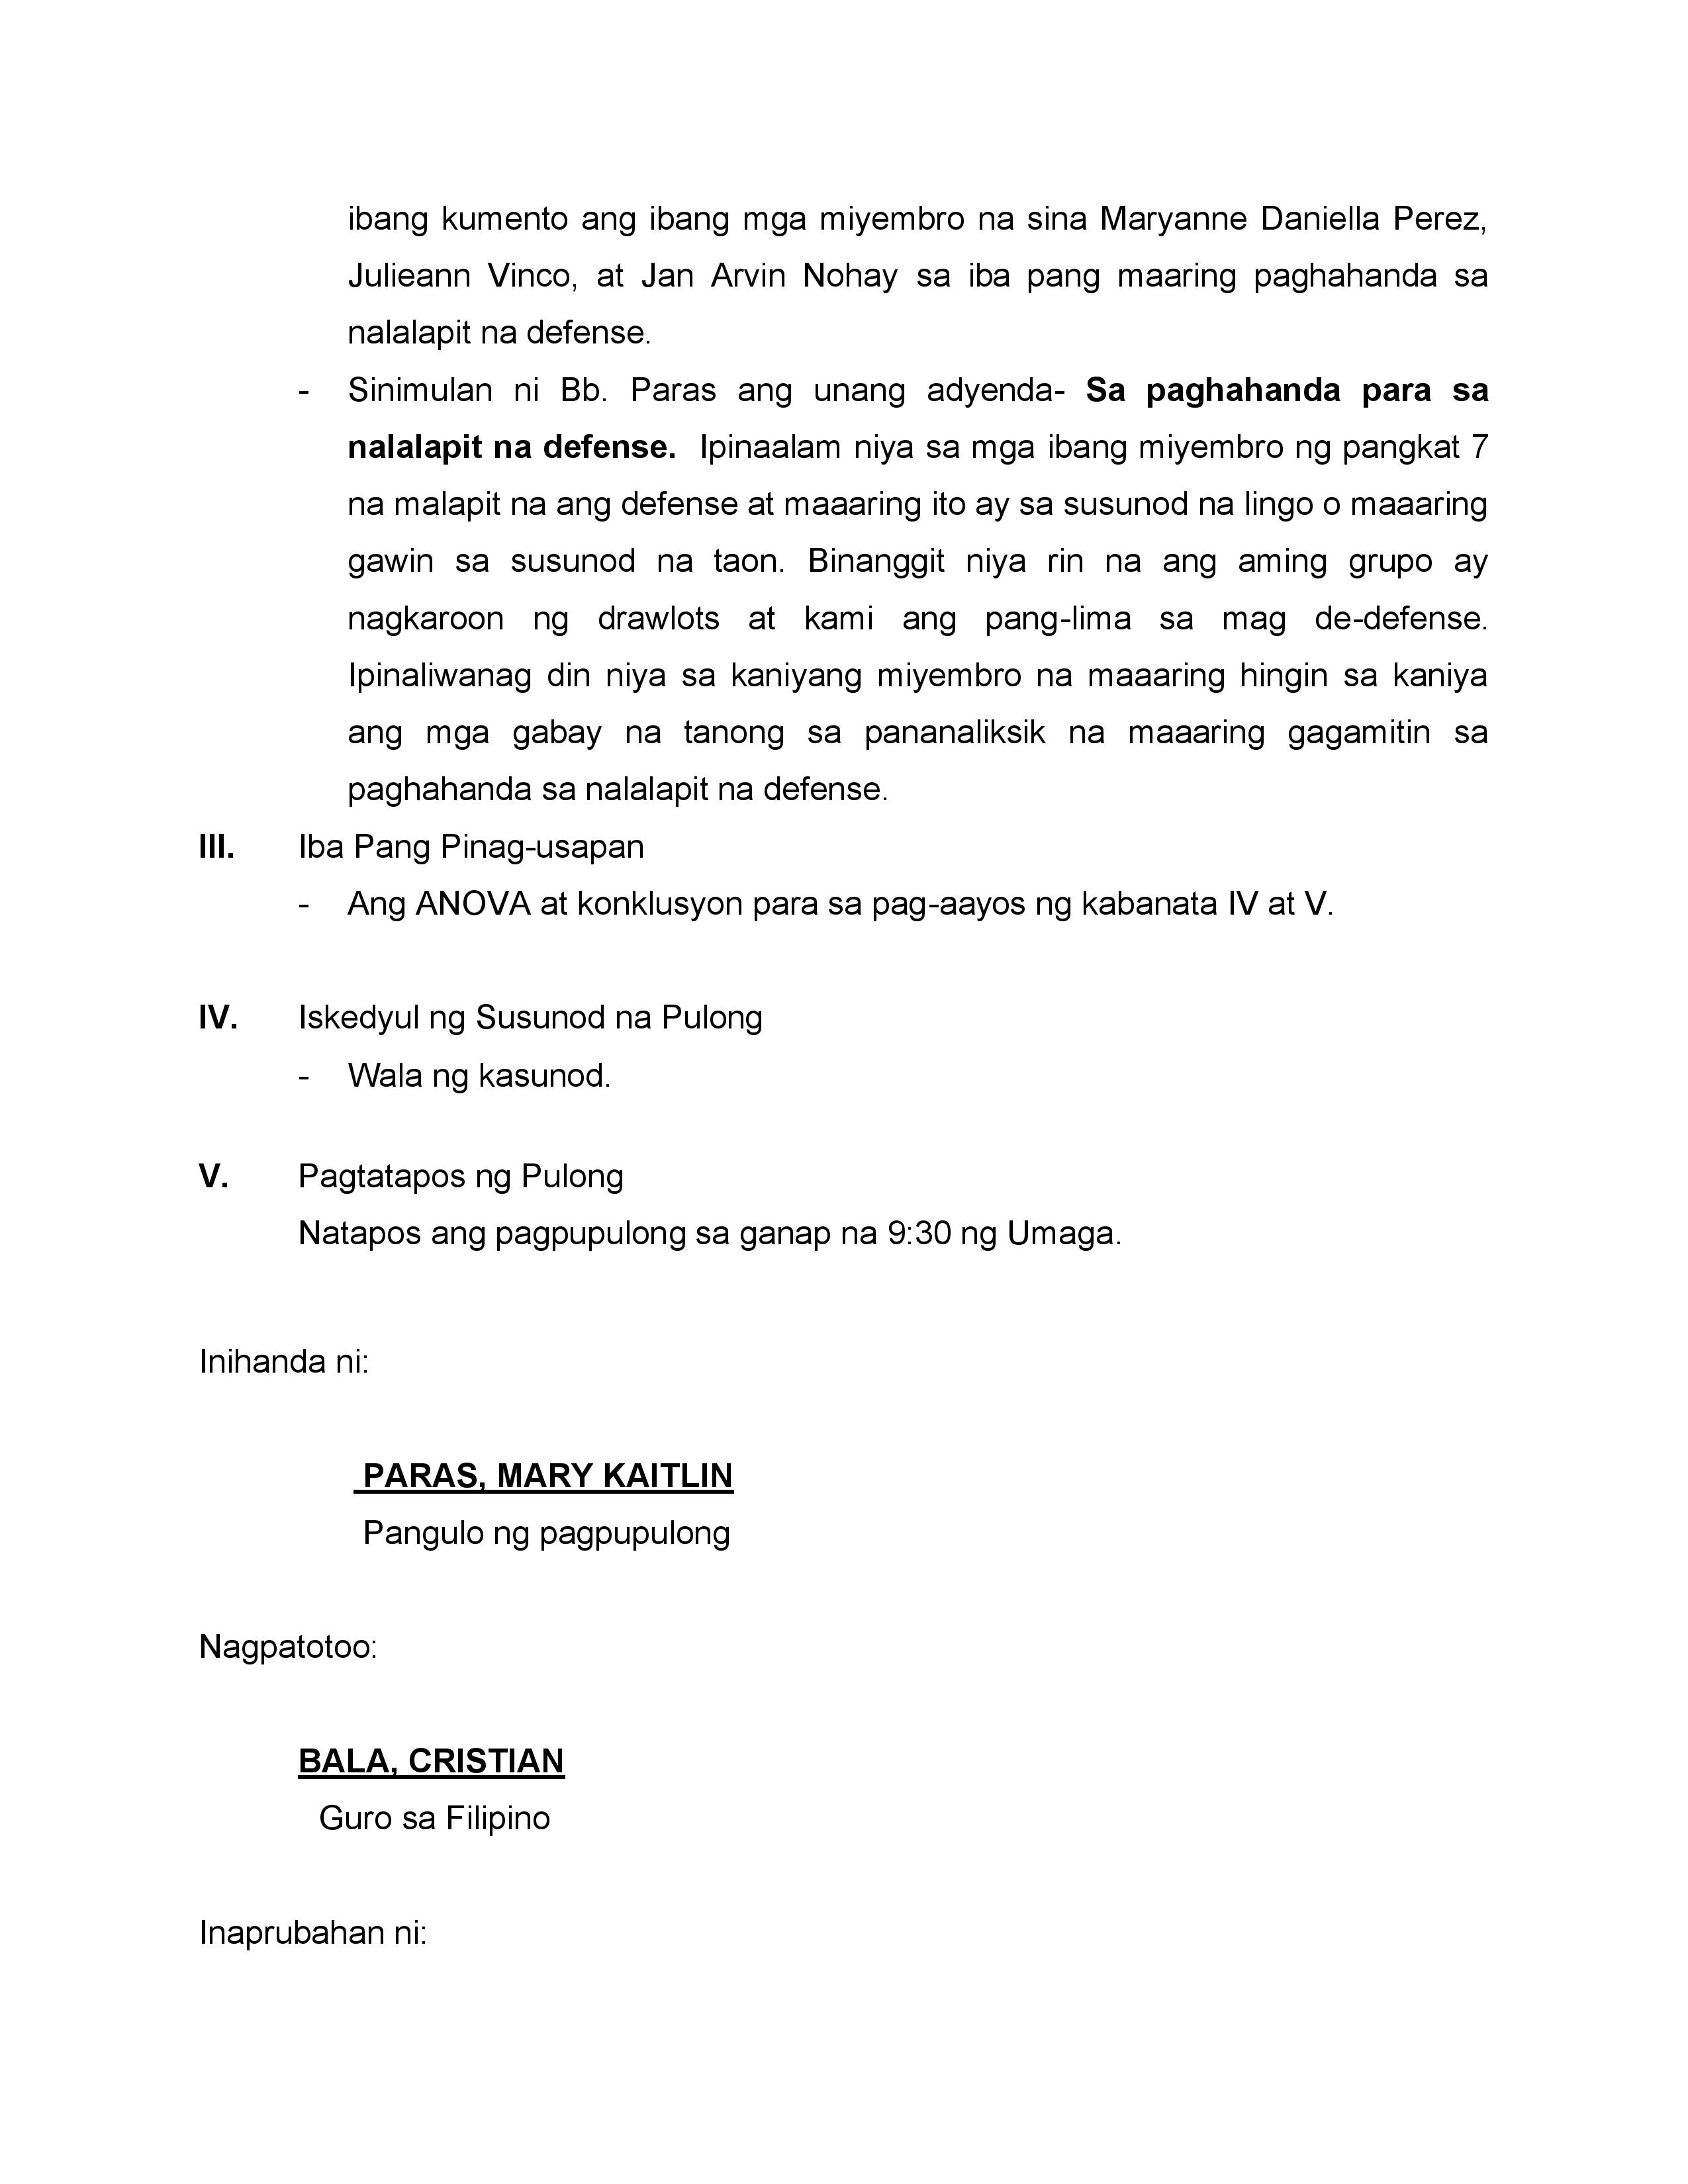 ibang kumento ang ibang mga miyembro na sina Maryanne Daniella Perez,
Julieann Vinco, at Jan Arvin Nohay sa iba pang maaring paghahanda sa
nalalapit na defense.
- Sinimulan ni Bb. Paras ang unang adyenda- Sa paghahanda para sa
nalalapit na defense. Ipinaalam niya sa mga ibang miyembro ng pangkat 7
na malapit na ang defense at maaaring ito ay sa susunod na lingo o maaaring
gawin sa susunod na taon. Binanggit niya rin na ang aming grupo ay
nagkaroon ng drawlots at kami ang pang-lima sa mag de-defense.
Ipinaliwanag din niya sa kaniyang miyembro na maaaring hingin sa kaniya
ang mga gabay na tanong sa pananaliksik na maaaring gagamitin sa
paghahanda sa nalalapit na defense.
III. Iba Pang Pinag-usapan
- Ang ANOVA at konklusyon para sa pag-aayos ng kabanata IV at V.
IV. Iskedyul ng Susunod na Pulong
- Wala ng kasunod.
V. Pagtatapos ng Pulong
Natapos ang pagpupulong sa ganap na 9:30 ng Umaga.
Inihanda ni:
PARAS, MARY KAITLIN
Pangulo ng pagpupulong
Nagpatotoo:
BALA, CRISTIAN
Guro sa Filipino
Inaprubahan ni: